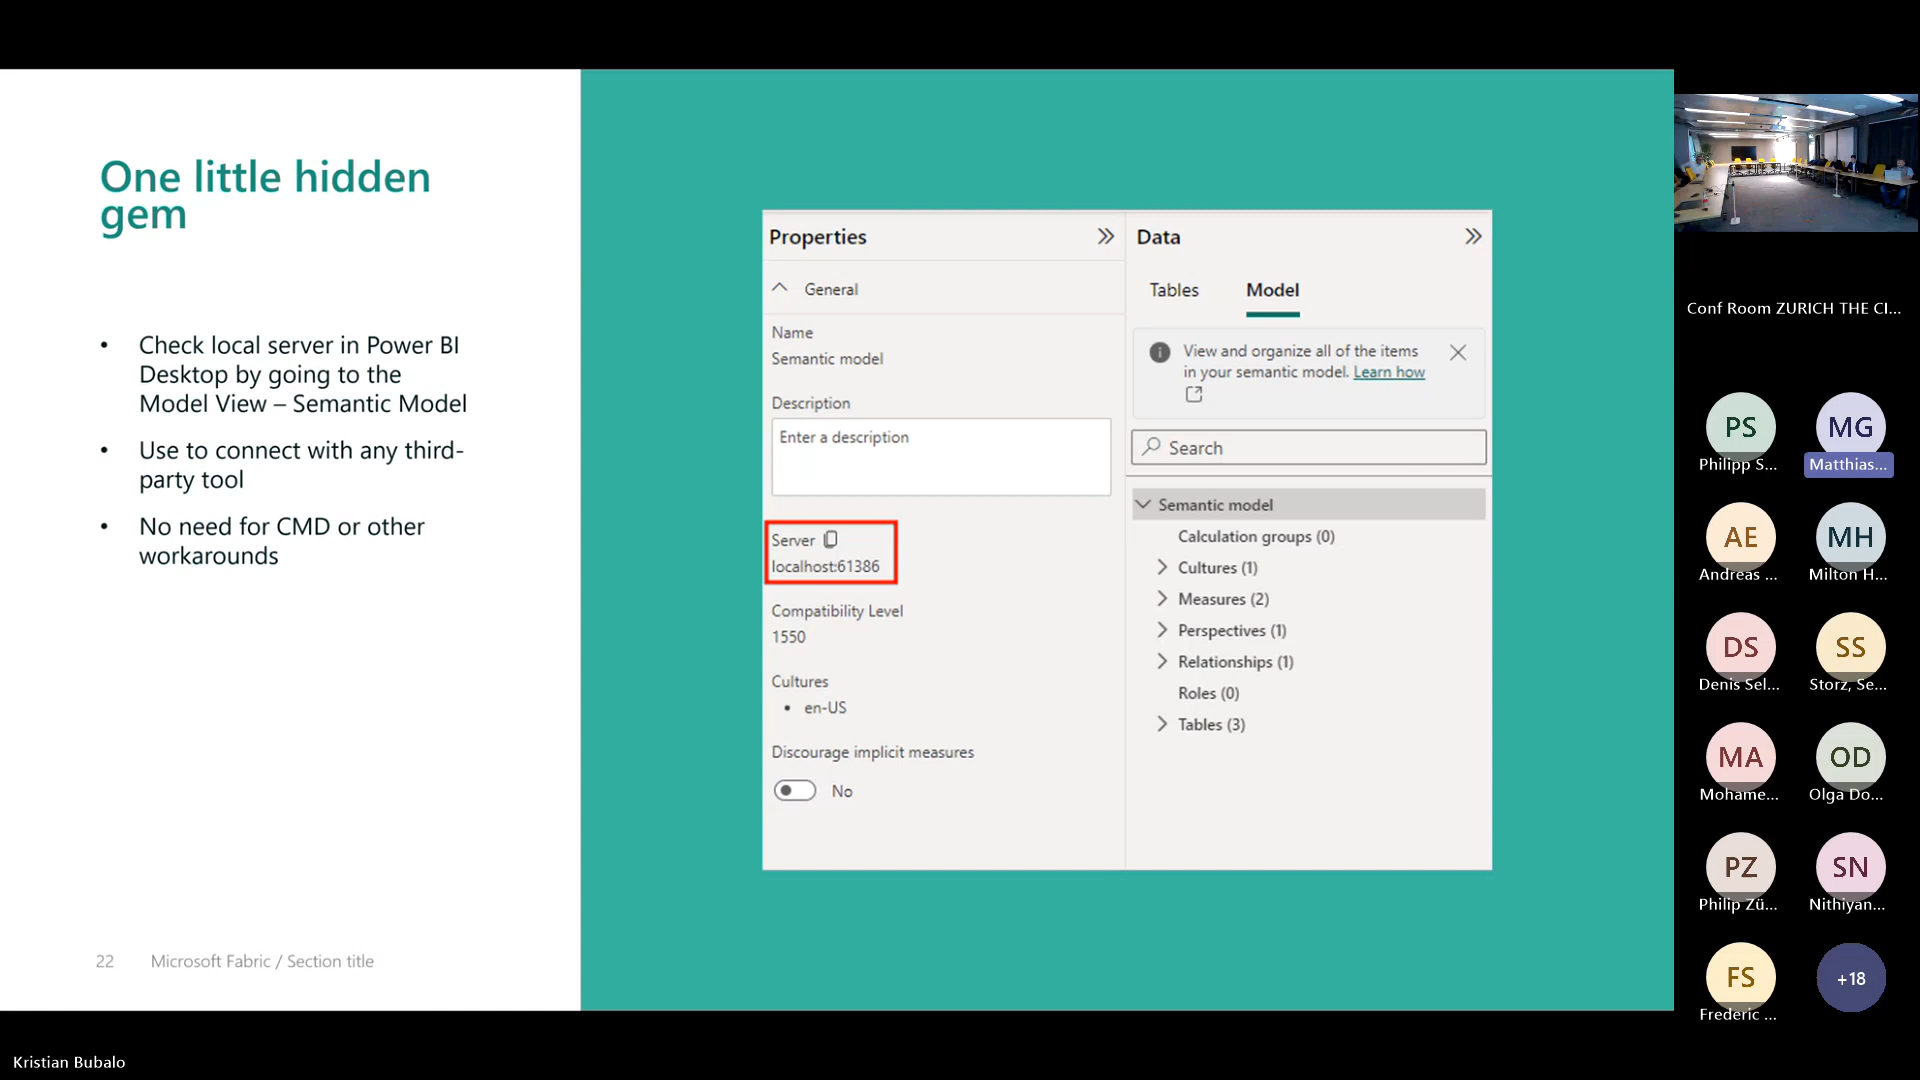 One little hidden
gem
• Check local server in Power BI
Desktop by going to the
Model View – Semantic Model
• Use to connect with any third-
party tool
• No need for CMD or other
workarounds
22 Microsoft Fabric / Section title
Properties
General
Name
Semantic model
Description
Enter a description
Server
localhost:61386
Compatibility Level
1550
Cultures
• en-US
Discourage implicit measures
No
Data
Tables Model
View and organize all of the items
in your semantic model. Learn how
Search
Semantic model
Calculation groups (0)
Cultures (1)
Measures (2)
Perspectives (1)
Relationships (1)
Roles (0)
Tables (3)
Conf Room ZURICH THE CI...
PS
Philipp S...
MG
Matthias...
AE
Andreas ...
MH
Milton H...
DS
Denis Sel...
SS
Storz, Se...
MA
Mohame...
OD
Olga Do...
PZ
Philip Zü...
SN
Nithiyan...
FS
Frederic ...
+18
Kristian Bubalo